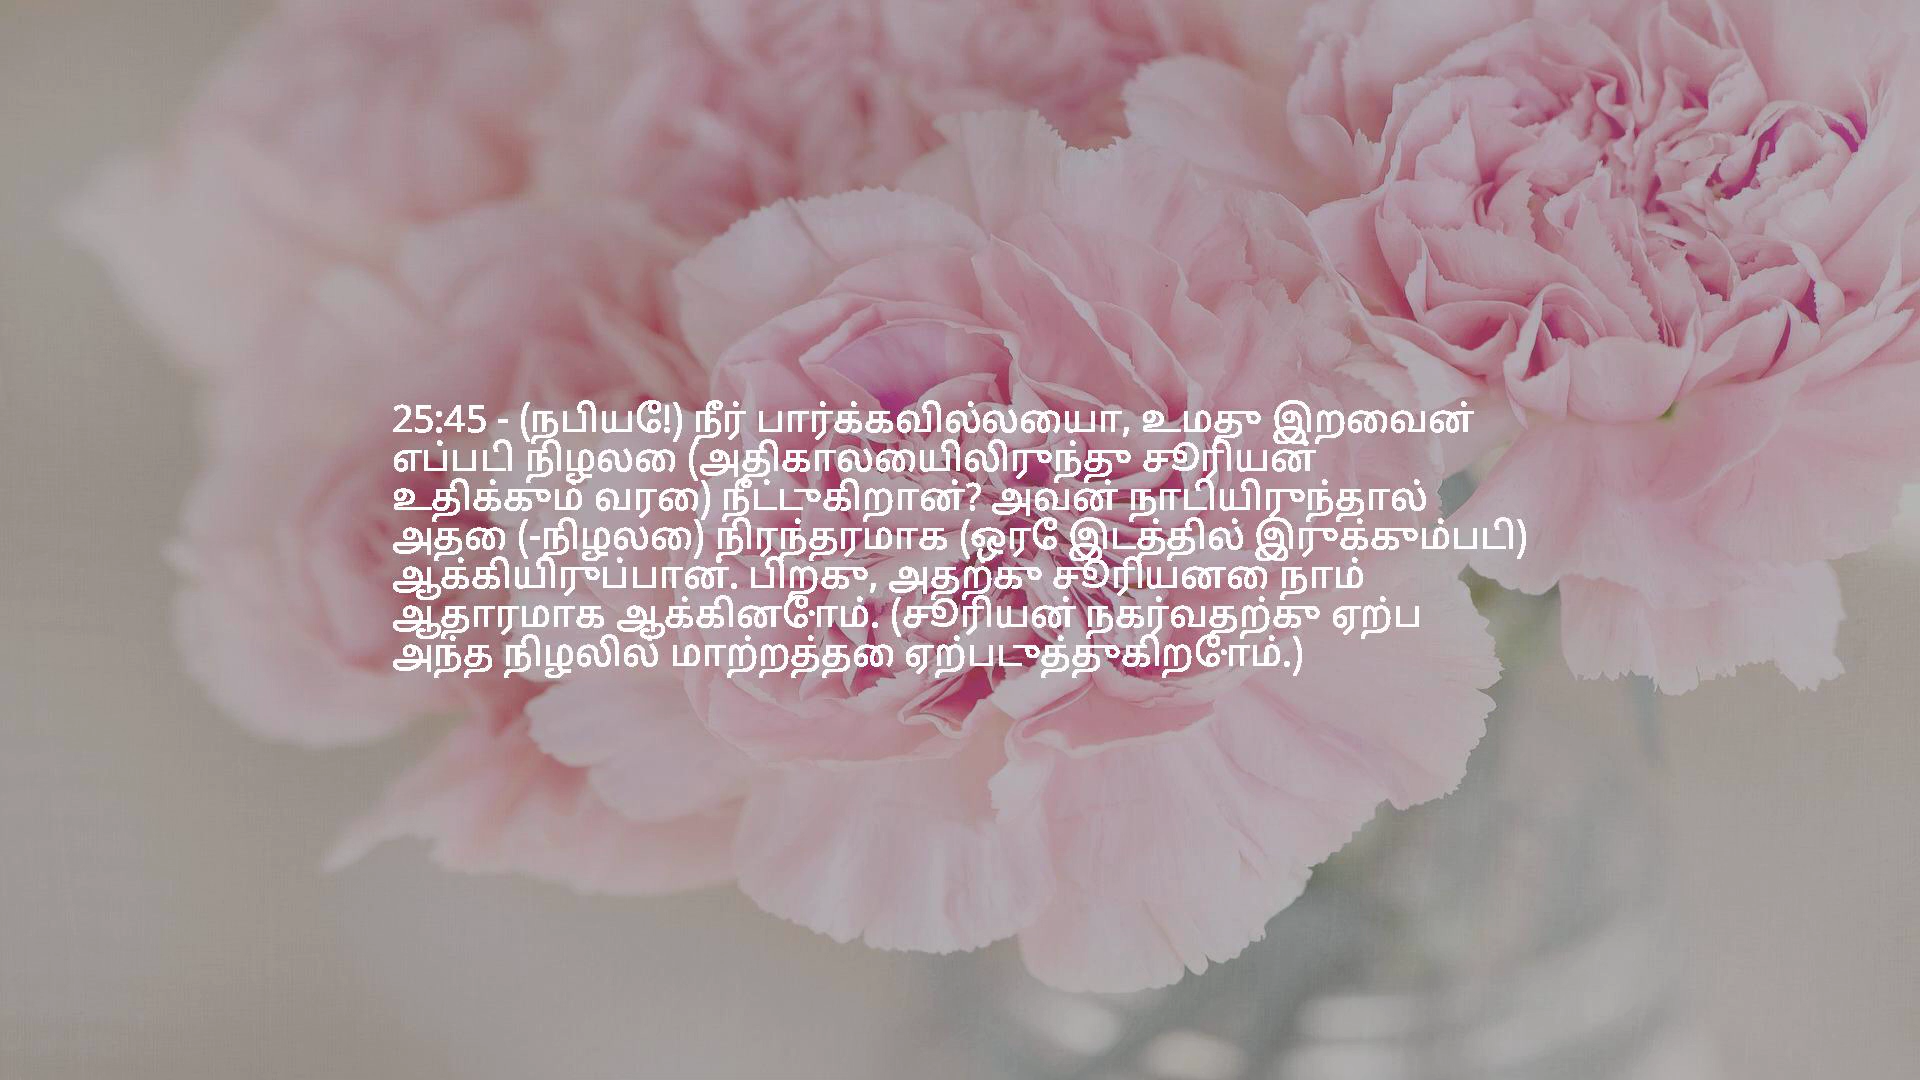 25:45 - (நபியே!) நீர் பார்க்கவில்லையா, உமது இறைவன்
எப்படி நிழலை (அதிகாலையிலிருந்து சூரியன்
உதிக்கும் வரை) நீட்டுகிறான்? அவன் நாடியிருந்தால்
அதை (-நிழலை) நிரந்தரமாக (ஒரே இடத்தில் இருக்கும்படி)
ஆக்கியிருப்பான். பிறகு, அதற்கு சூரியனை நாம்
ஆதாரமாக ஆக்கினோம். (சூரியன் நகர்வதற்கு ஏற்ப
அந்த நிழலில் மாற்றத்தை ஏற்படுத்துகிறோம்.)